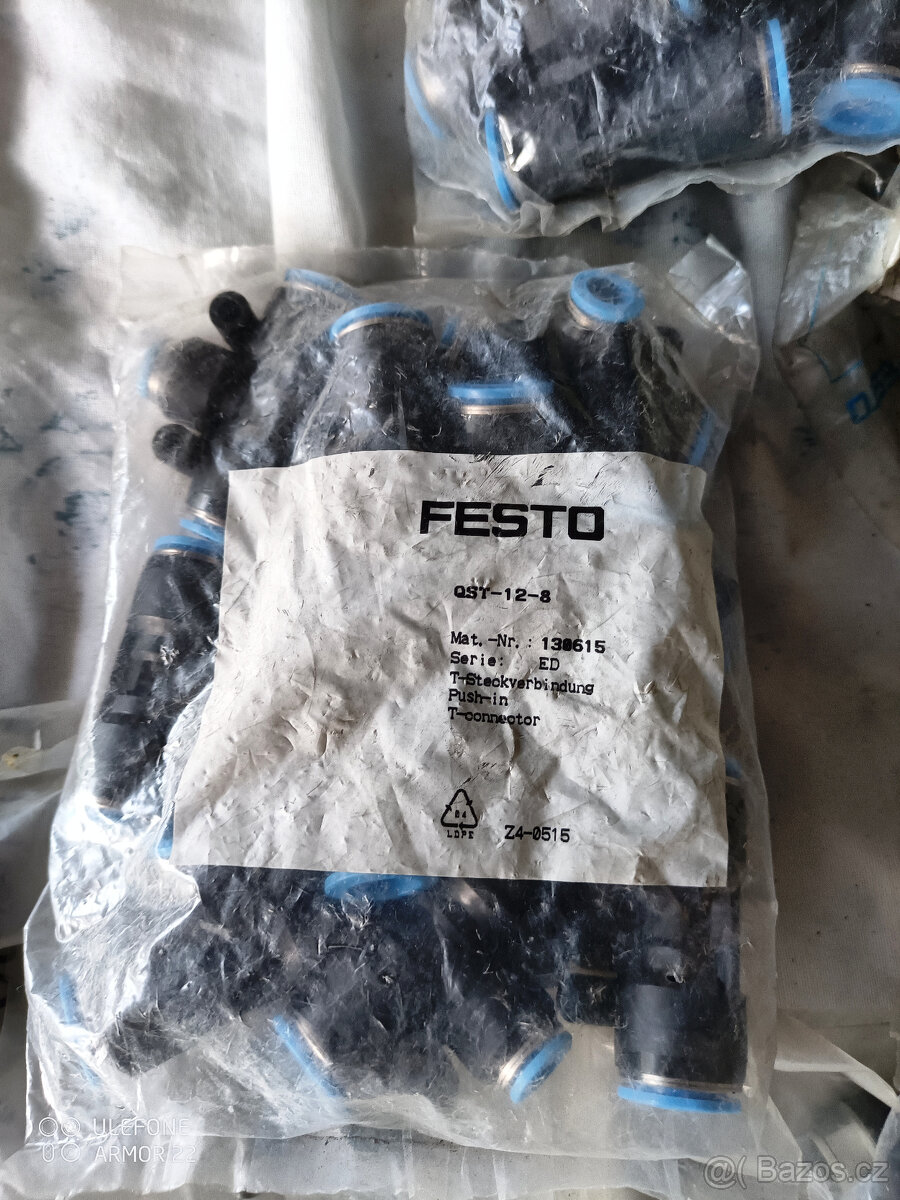 FESTO
QST-12-8
Mat.-Nr.: 130615
Serie: ED
T-Steckverbindung
Push-in
T-connector
04
LDPE
Z4-0515
ULEFONE
ARMOR 22
@( Bazos.cz